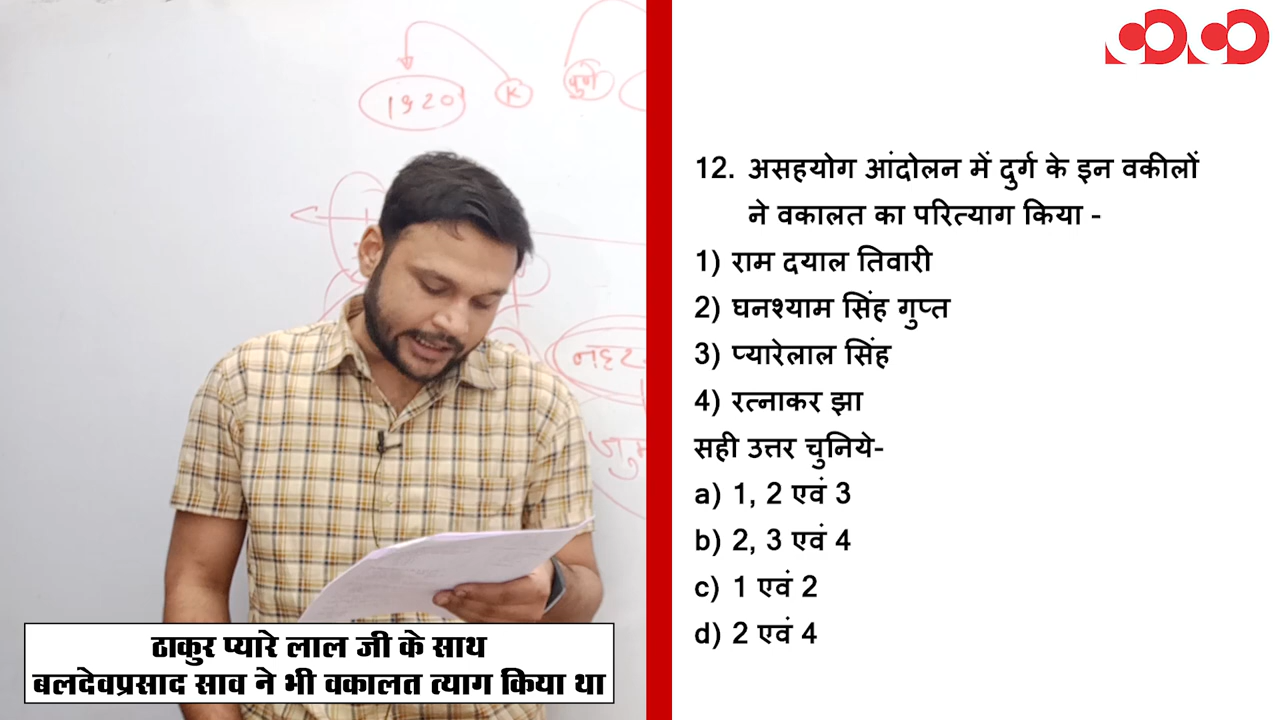 1920
K
दुर्ग
12. असहयोग आंदोलन में दुर्ग के इन वकीलों
ने वकालत का परित्याग किया -
1) राम दयाल तिवारी
2) घनश्याम सिंह गुप्त
3) प्यारेलाल सिंह
4) रत्नाकर झा
सही उत्तर चुनिये-
a) 1, 2 एवं 3
b) 2, 3 एवं 4
c) 1 एवं 2
d) 2 एवं 4
ठाकुर प्यारे लाल जी के साथ
बलदेवप्रसाद साव ने भी वकालत त्याग किया था